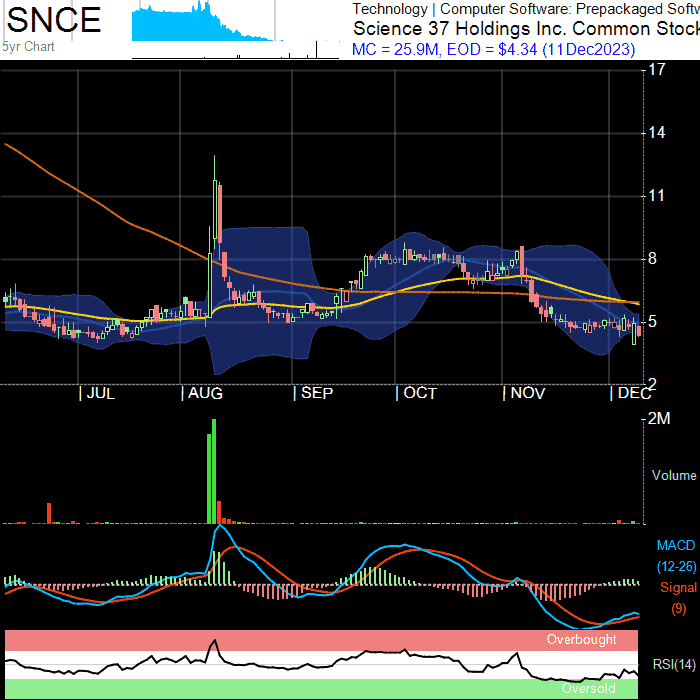 SNCE
5yr Chart
Technology | Computer Software: Prepackaged Softw
Science 37 Holdings Inc. Common Stock
MC = 25.9M, EOD = $4.34 (11Dec2023)
17
14
11
8
5
2
JUL
AUG
SEP
OCT
NOV
DEC
2M
Volume
MACD
(12-26)
Signal
(9)
Overbought
RSI(14)
Oversold